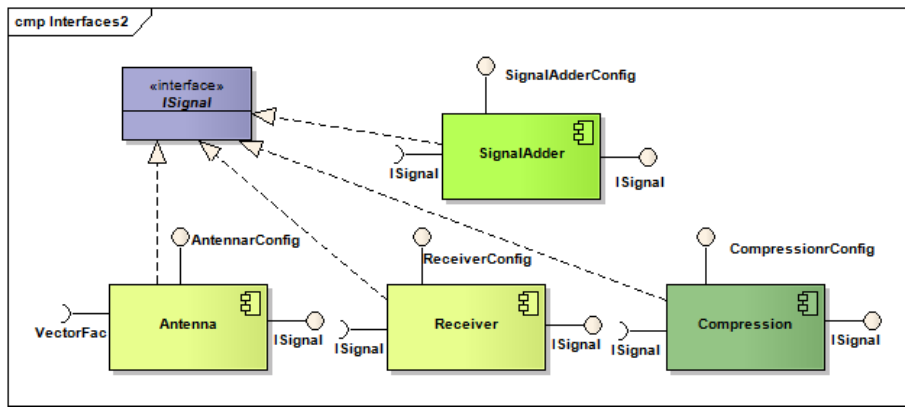 cmp Interfaces2
«interface»
ISignal
SignalAdderConfig
SignalAdder
ISignal
ISignal
AntennarConfig
ReceiverConfig
CompressionrConfig
VectorFac
Antenna
ISignal
ISignal
Receiver
ISignal
ISignal
Compression
ISignal